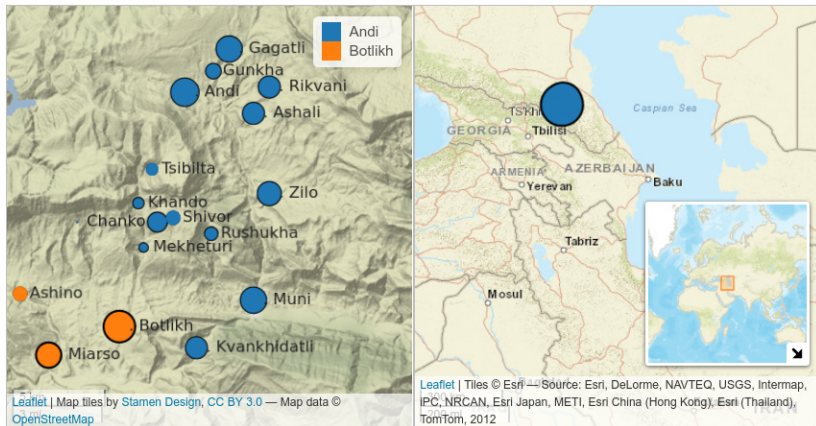 Andi
Botlikh
Gagatli
Gunkha
Rikvani
Andi
Ashali
Tsibilta
Zilo
Khando
Shivor
Chanko
Rushukha
Mekheturi
Ashino
Muni
Botlikh
Kvankhidatli
Miarso
3 mi
Leaflet | Map tiles by Stamen Design, CC BY 3.0 — Map data ©
OpenStreetMap
Caspian Sea
GEORGIA
Tbilisi
AZERBAIJAN
ARMENIA
Baku
Yerevan
Tabriz
Mosul
IRAN
Leaflet | Tiles © Esri — Source: Esri, DeLorme, NAVTEQ, USGS, Intermap,
iPC, NRCAN, Esri Japan, METI, Esri China (Hong Kong), Esri (Thailand),
TomTom, 2012